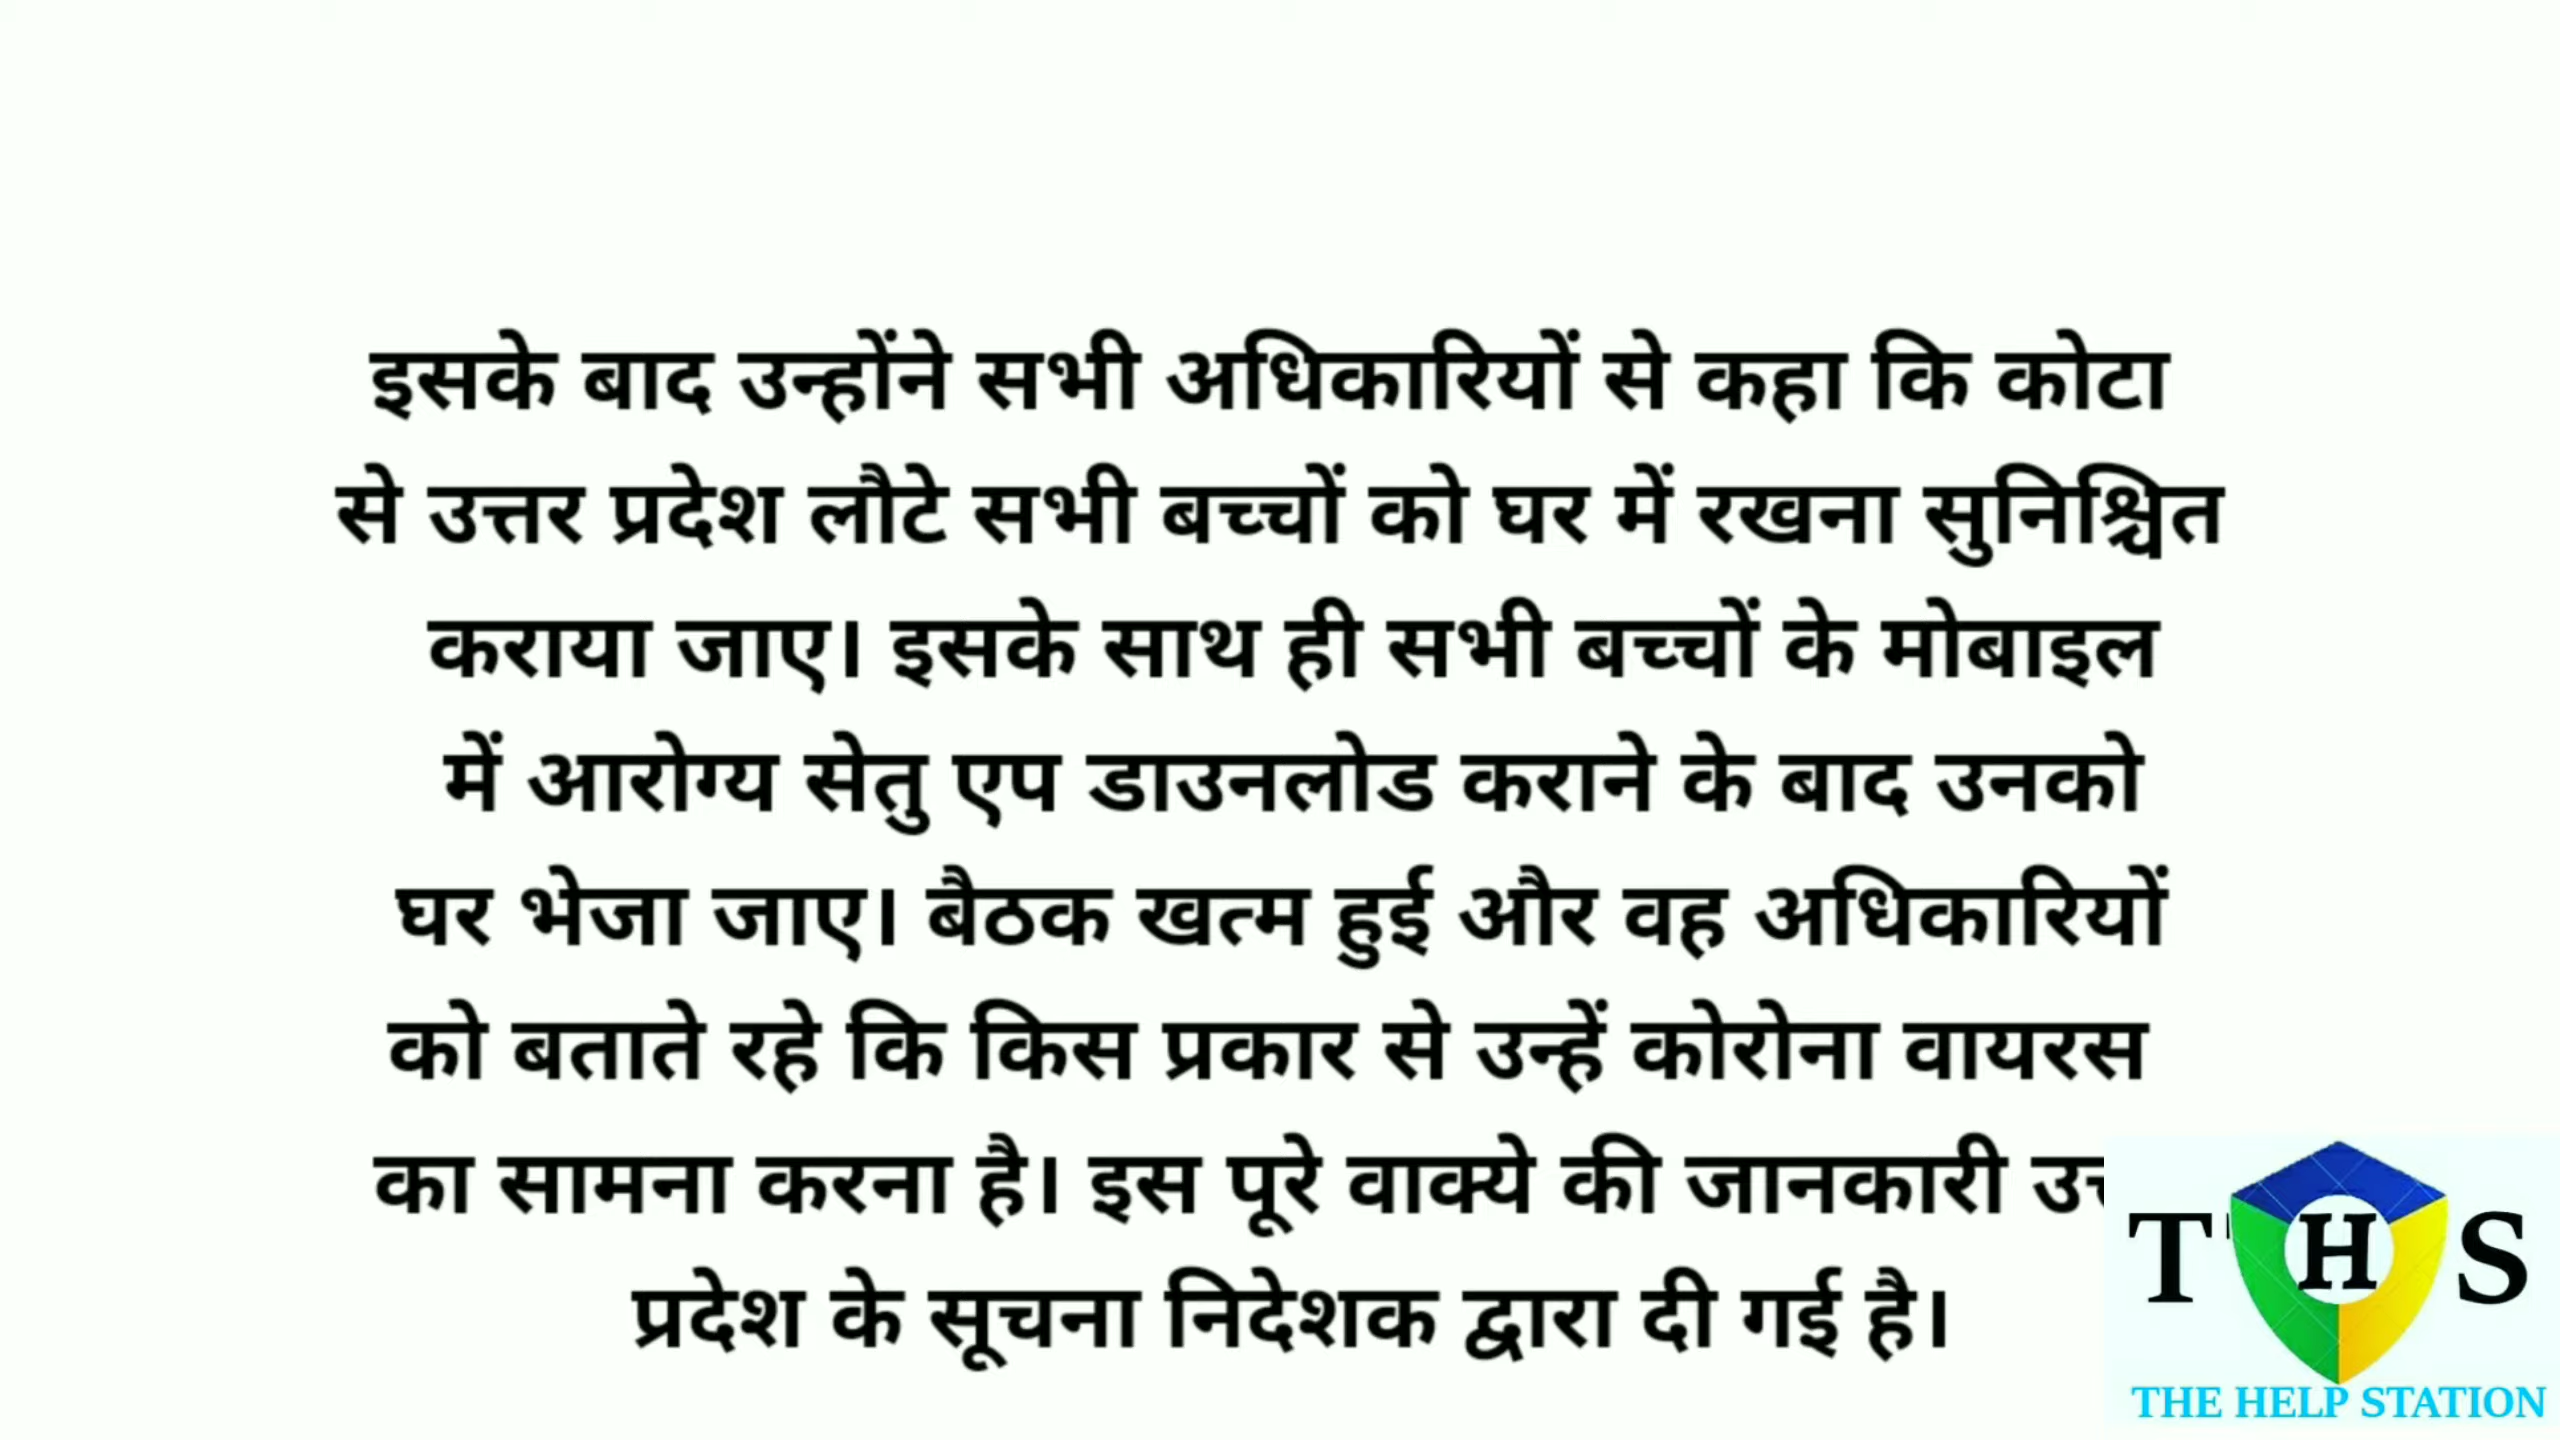 इसके बाद उन्होंने सभी अधिकारियों से कहा कि कोटा
से उत्तर प्रदेश लौटे सभी बच्चों को घर में रखना सुनिश्चित
कराया जाए। इसके साथ ही सभी बच्चों के मोबाइल
में आरोग्य सेतु एप डाउनलोड कराने के बाद उनको
घर भेजा जाए। बैठक खत्म हुई और वह अधिकारियों
को बताते रहे कि किस प्रकार से उन्हें कोरोना वायरस
का सामना करना है। इस पूरे वाक्ये की जानकारी
प्रदेश के सूचना निदेशक द्वारा दी गई है।
T H S
THE HELP STATION